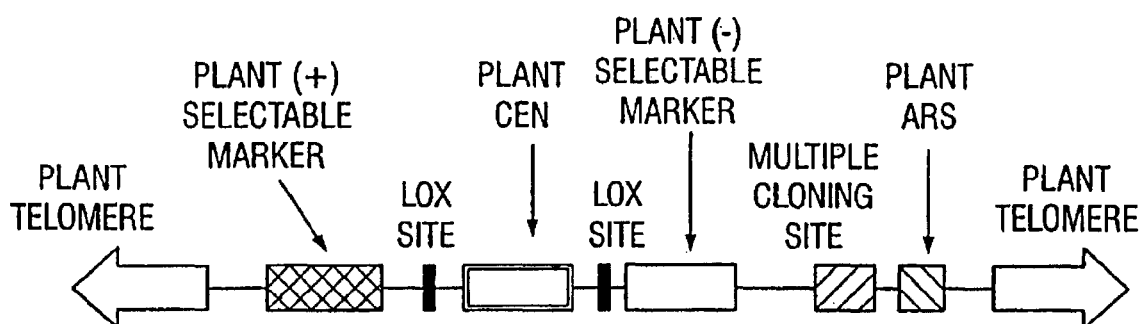 PLANT
TELOMERE
PLANT (+)
SELECTABLE
MARKER
LOX
SITE
PLANT
CEN
LOX
SITE
PLANT (-)
SELECTABLE
MARKER
MULTIPLE
CLONING
SITE
PLANT
ARS
PLANT
TELOMERE